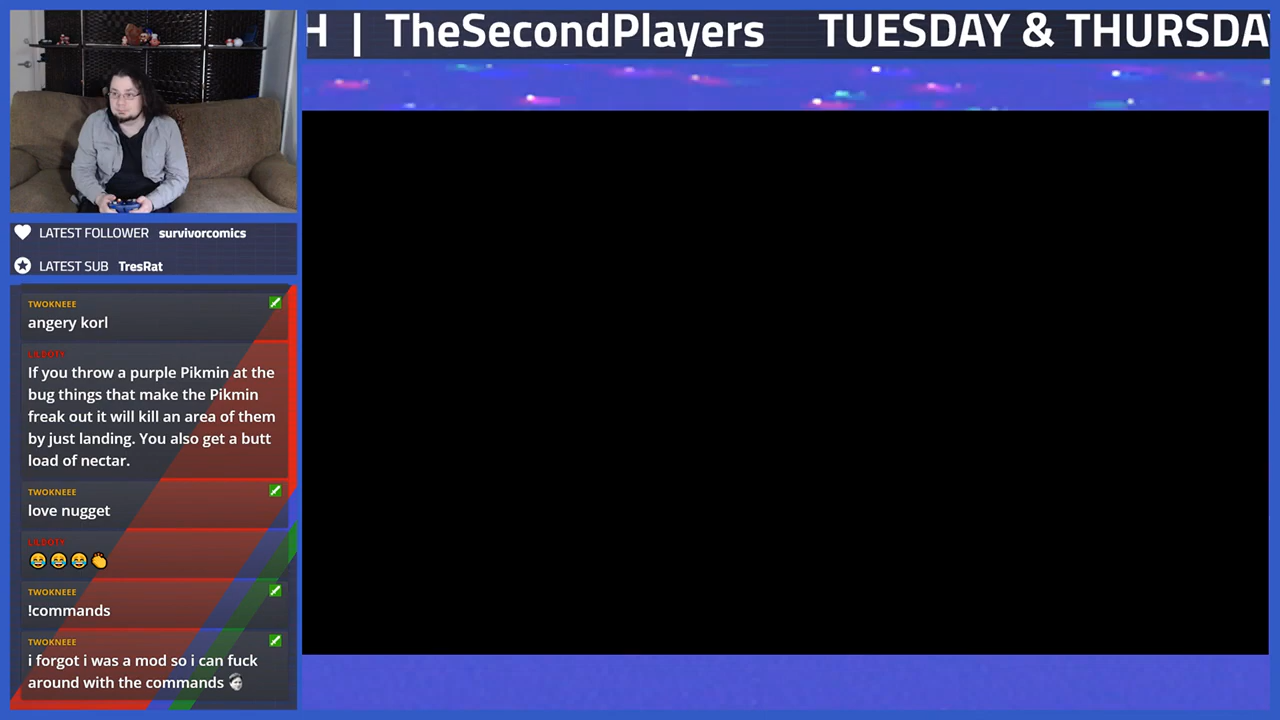 H | TheSecondPlayers TUESDAY & THURSDA
LATEST FOLLOWER survivorcomics
LATEST SUB TresRat
TWOKNEEE
angery korl
LILBOTY
If you throw a purple Pikmin at the
bug things that make the Pikmin
freak out it will kill an area of them
by just landing. You also get a butt
load of nectar.
TWOKNEEE
love nugget
LILBOTY
😂 😂 😂 👏
TWOKNEEE
!commands
TWOKNEEE
i forgot i was a mod so i can fuck
around with the commands